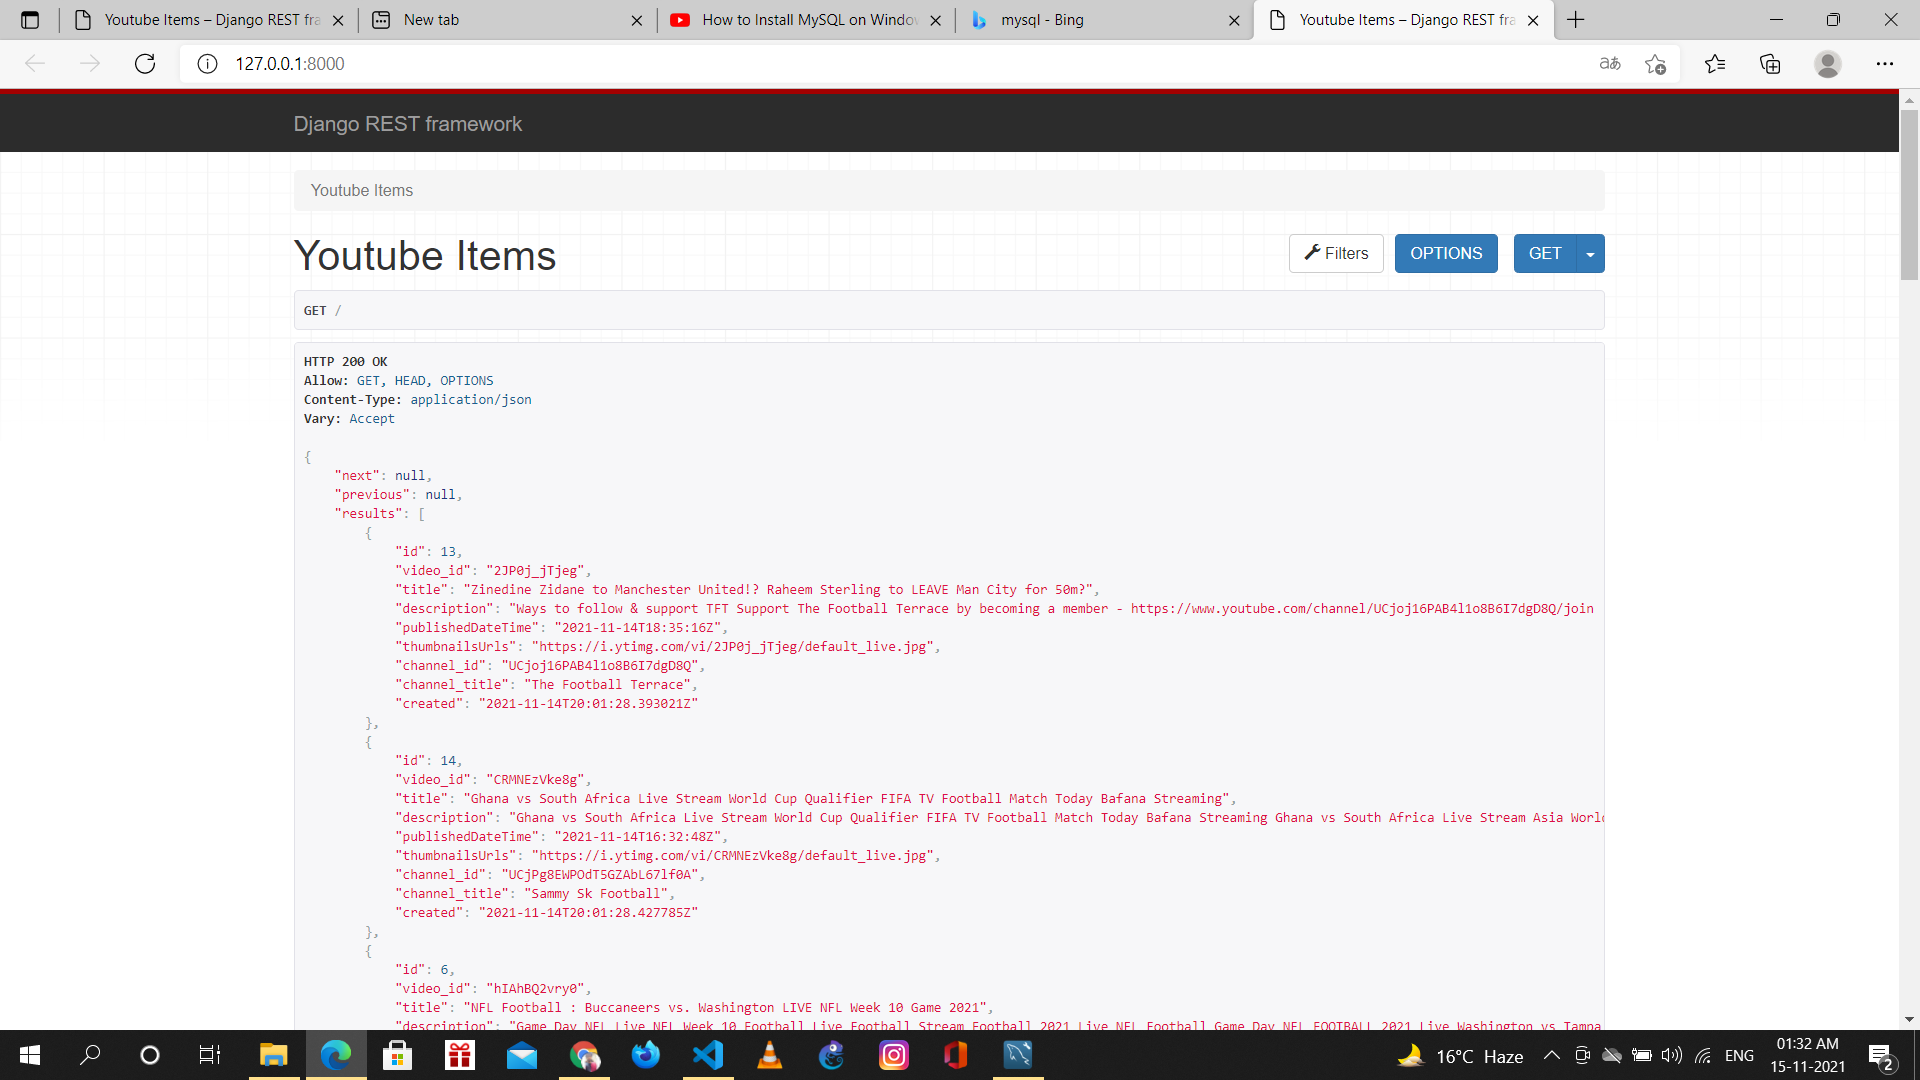 Youtube Items – Django REST fra
New tab
How to Install MySQL on Window
mysql - Bing
Youtube Items – Django REST fra
127.0.0.1:8000
Django REST framework
Youtube Items
Youtube Items
Filters
OPTIONS
GET
GET /
HTTP 200 OK
Allow: GET, HEAD, OPTIONS
Content-Type: application/json
Vary: Accept
{
"next": null,
"previous": null,
"results": [
{
"id": 13,
"video_id": "2JP0j_jTjeg",
"title": "Zinedine Zidane to Manchester United!? Raheem Sterling to LEAVE Man City for 50m?",
"description": "Ways to follow & support TFT Support The Football Terrace by becoming a member - https://www.youtube.com/channel/UCjoj16PAB4l1o8B6I7dgD8Q/join
"publishedDateTime": "2021-11-14T18:35:16Z",
"thumbnailsUrls": "https://i.ytimg.com/vi/2JP0j_jTjeg/default_live.jpg",
"channel_id": "UCjoj16PAB4l1o8B6I7dgD8Q",
"channel_title": "The Football Terrace",
"created": "2021-11-14T20:01:28.393021Z"
},
{
"id": 14,
"video_id": "CRMNEzVke8g",
"title": "Ghana vs South Africa Live Stream World Cup Qualifier FIFA TV Football Match Today Bafana Streaming",
"description": "Ghana vs South Africa Live Stream World Cup Qualifier FIFA TV Football Match Today Bafana Streaming Ghana vs South Africa Live Stream Asia World
"publishedDateTime": "2021-11-14T16:32:48Z",
"thumbnailsUrls": "https://i.ytimg.com/vi/CRMNEzVke8g/default_live.jpg",
"channel_id": "UCjPg8EWPOdT5GZAbL67lf0A",
"channel_title": "Sammy Sk Football",
"created": "2021-11-14T20:01:28.427785Z"
},
{
"id": 6,
"video_id": "hIAhBQ2vry0",
"title": "NFL Football : Buccaneers vs. Washington LIVE NFL Week 10 Game 2021",
"description": "Game Day NFL Live NFL Week 10 Football Live Football Stream Football 2021 Live NFL Football Game Day NFL FOOTBALL 2021 Live Washington vs Tampa
16°C Haze
ENG
01:32 AM
15-11-2021
2